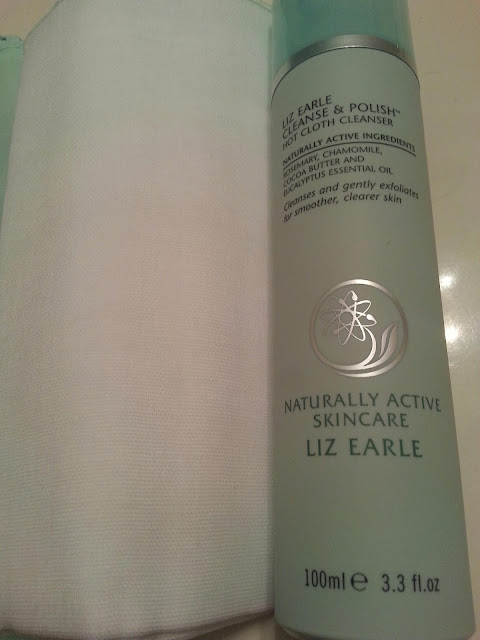 LIZ EARLE
CLEANSE & POLISH™
HOT CLOTH CLEANSER
NATURALLY ACTIVE INGREDIENTS
ROSEMARY, CHAMOMILE,
COCOA BUTTER AND
EUCALYPTUS ESSENTIAL OIL
Cleanses and gently exfoliates
for smoother, clearer skin
NATURALLY ACTIVE
SKINCARE
LIZ EARLE
100ml ℮ 3.3 fl.oz